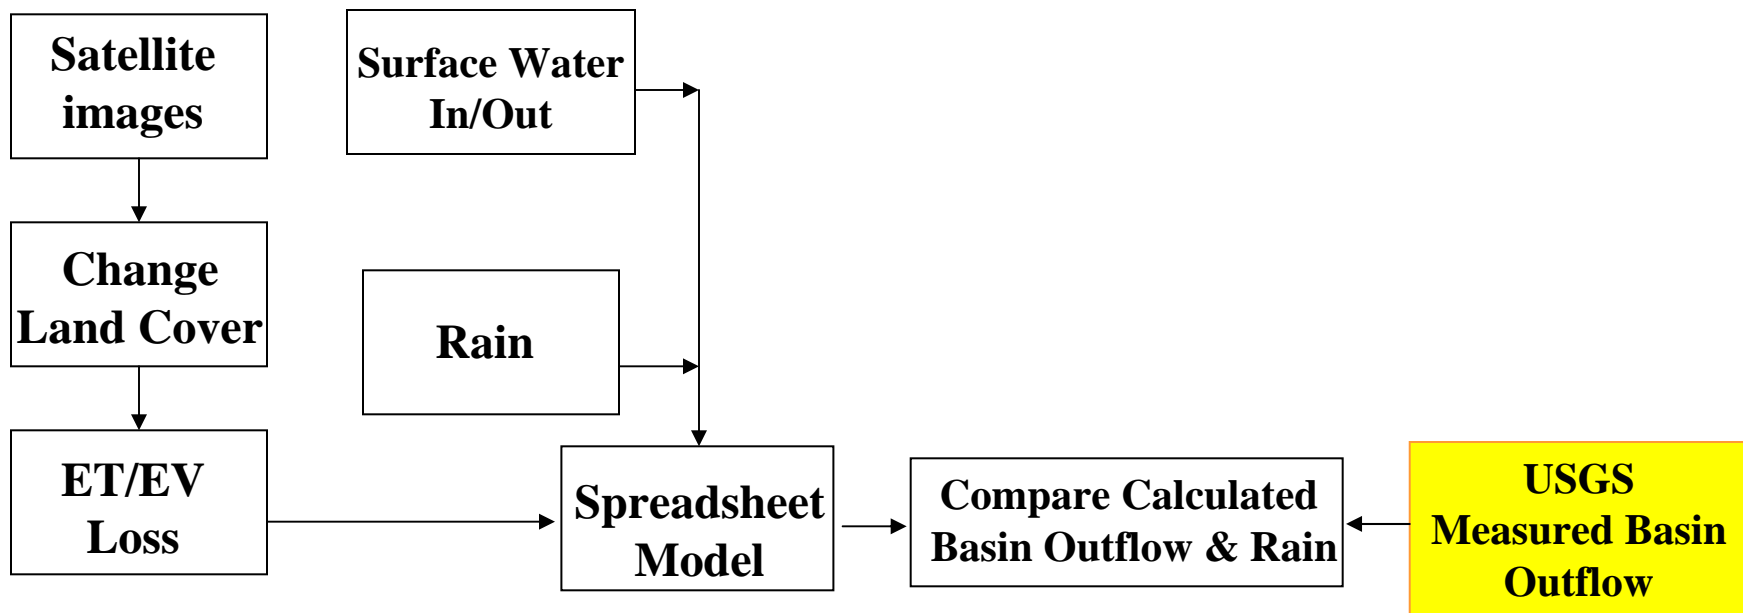 Satellite
images
Surface Water
In/Out
Change
Land Cover
Rain
ET/EV
Loss
Spreadsheet
Model
Compare Calculated
Basin Outflow & Rain
USGS
Measured Basin
Outflow